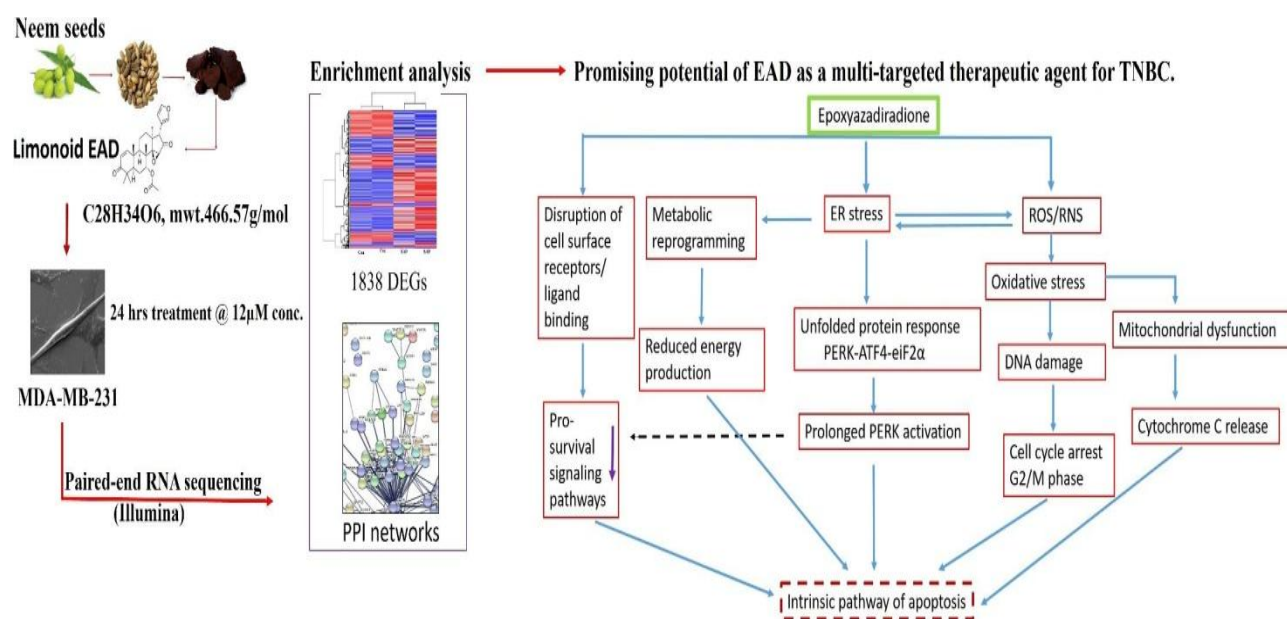 Neem seeds
Limonoid EAD
C28H34O6, mwt.466.57g/mol
24 hrs treatment @ 12μM conc.
MDA-MB-231
Paired-end RNA sequencing
(Illumina)
Enrichment analysis
1838 DEGs
PPI networks
Promising potential of EAD as a multi-targeted therapeutic agent for TNBC.
Epoxyazadiradione
Disruption of
cell surface
receptors/
ligand
binding
Metabolic
reprogramming
ER stress
ROS/RNS
Oxidative stress
Reduced energy
production
Unfolded protein response
PERK-ATF4-eiF2α
DNA damage
Mitochondrial dysfunction
Pro-
survival
signaling
pathways
Prolonged PERK activation
Cell cycle arrest
G2/M phase
Cytochrome C release
Intrinsic pathway of apoptosis